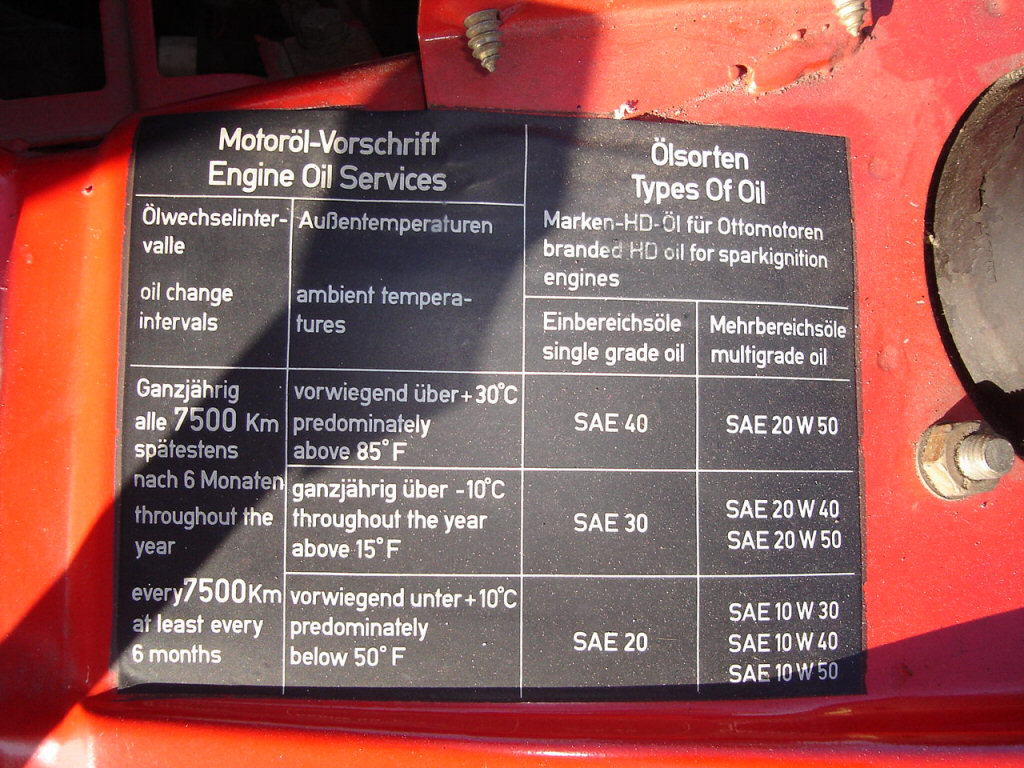 Motoröl-Vorschrift
Engine Oil Services
Ölsorten
Types Of Oil
Marken-HD-Öl für Ottomotoren
branded HD oil for sparkignition
engines
Ölwechselinter-
valle
oil change
intervals
Außentemperaturen
ambient tempera-
tures
Einbereichsöle
single grade oil
Mehrbereichsöle
multigrade oil
Ganzjährig
alle 7500 Km
spätestens
nach 6 Monaten
throughout the
year
every 7500 Km
at least every
6 months
vorwiegend über +30°C
predominately
above 85°F
SAE 40
SAE 20 W 50
ganzjährig über -10°C
throughout the year
above 15°F
SAE 30
SAE 20 W 40
SAE 20 W 50
vorwiegend unter +10°C
predominately
below 50°F
SAE 20
SAE 10 W 30
SAE 10 W 40
SAE 10 W 50